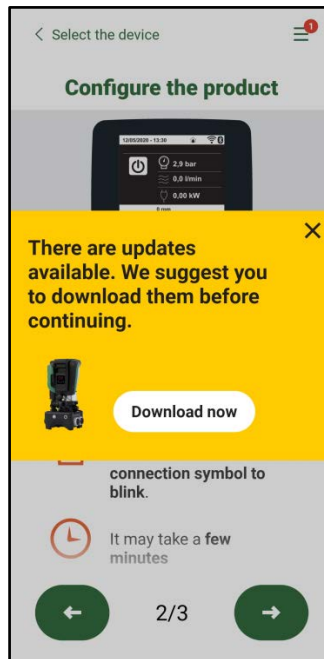 Select the device
1
Configure the product
12/05/2020 - 13:30
2,9 bar
0,0 l/min
0,00 kW
There are updates
available. We suggest you
to download them before
continuing.
Download now
connection symbol to
blink.
It may take a few
minutes
2/3